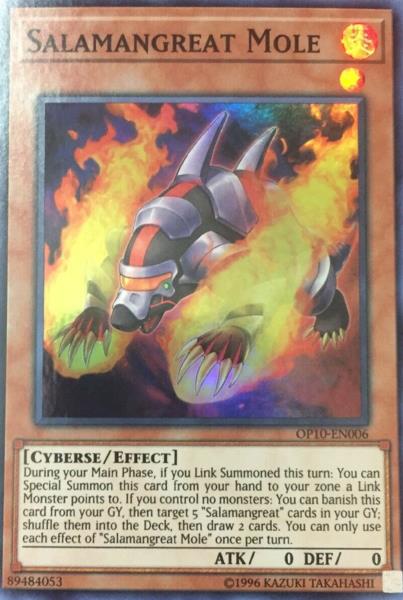 SALAMANGREAT MOLE
炎
OP10-EN006
[CYBERSE/EFFECT]
During your Main Phase, if you Link Summoned this turn: You can
Special Summon this card from your hand to your zone a Link
Monster points to. If you control no monsters: You can banish this
card from your GY, then target 5 "Salamangreat" cards in your GY;
shuffle them into the Deck, then draw 2 cards. You can only use
each effect of "Salamangreat Mole" once per turn.
ATK/ 0 DEF/ 0
89484053 ©1996 KAZUKI TAKAHASHI